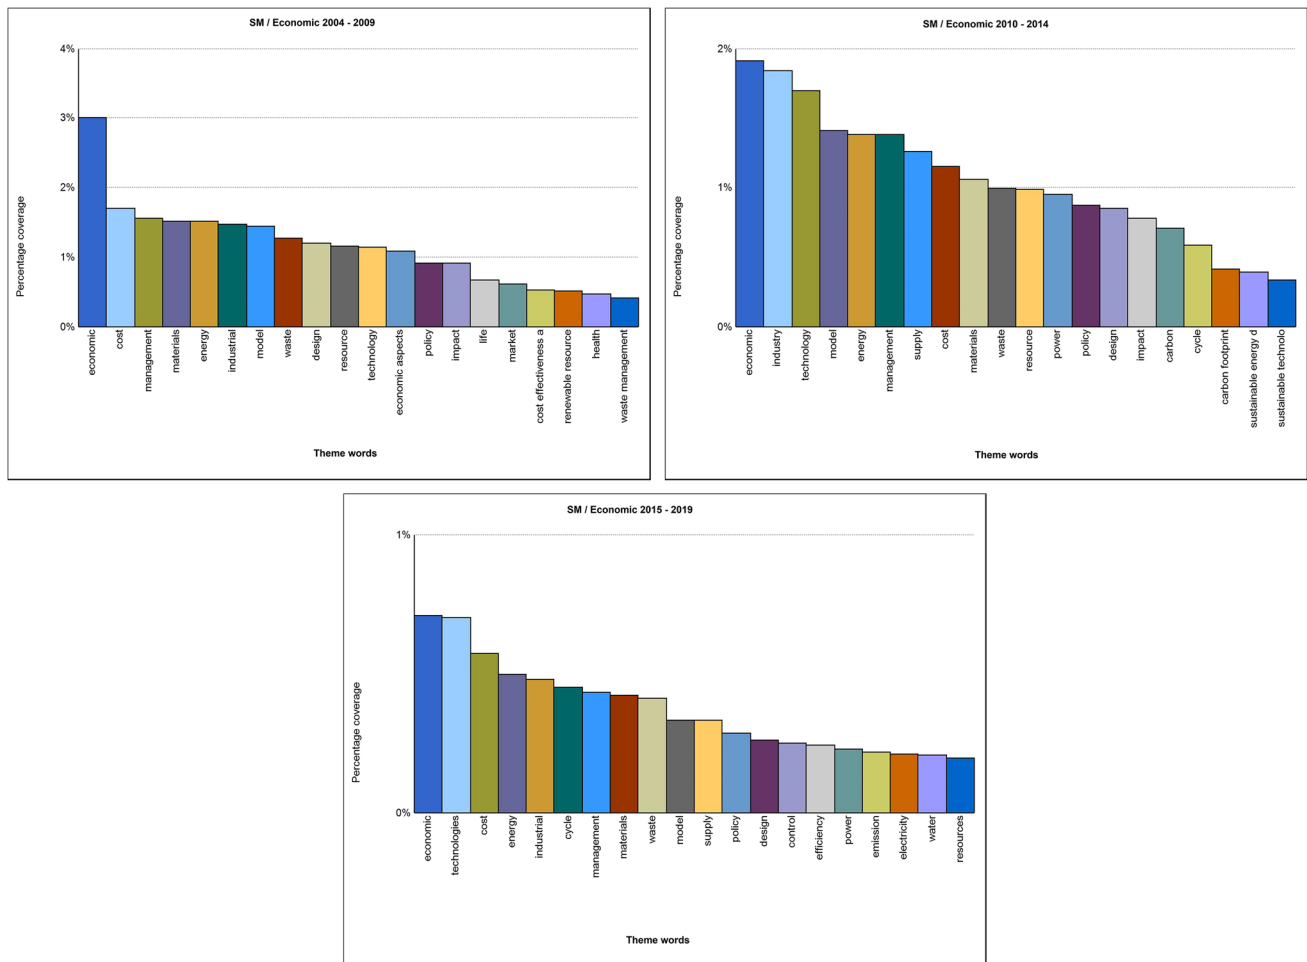 SM / Economic 2004 - 2009
4%
3%
2%
1%
0%
Percentage coverage
economic
cost
management
materials
energy
industrial
model
waste
design
resource
technology
economic aspects
policy
impact
life
market
cost effectiveness a
renewable resource
health
waste management
Theme words
SM / Economic 2010 - 2014
2%
1%
0%
Percentage coverage
economic
industry
technology
model
energy
management
supply
cost
materials
waste
resource
power
policy
design
impact
carbon
cycle
carbon footprint
sustainable energy d
sustainable technolo
Theme words
SM / Economic 2015 - 2019
1%
0%
Percentage coverage
economic
technologies
cost
energy
industrial
cycle
management
materials
waste
model
supply
policy
design
control
efficiency
power
emission
electricity
water
resources
Theme words